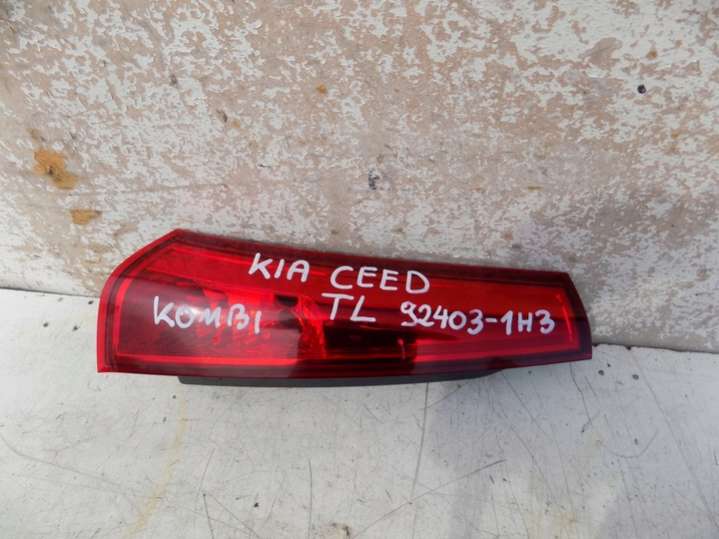 KIA CEED
KOMBI TL 92403-1H3